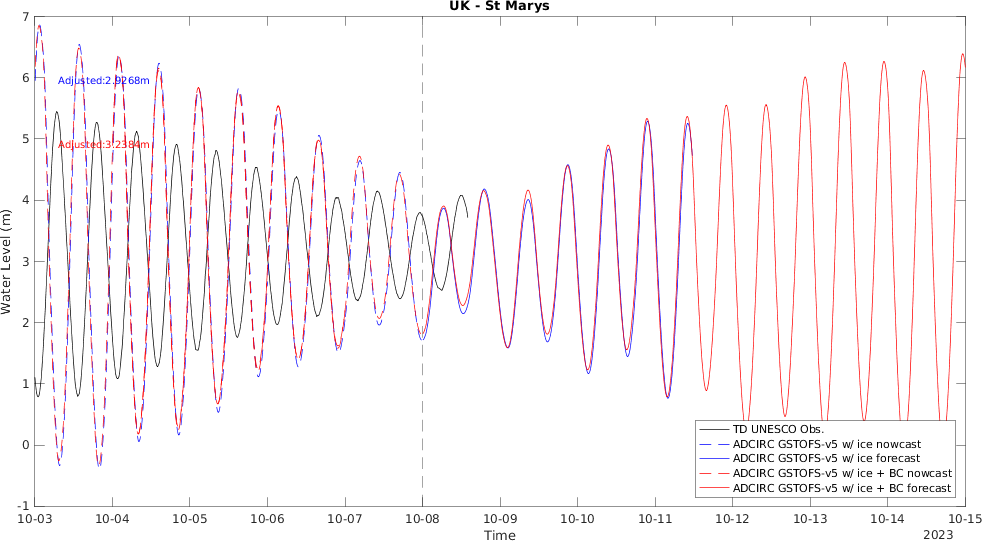 UK - St Marys
Water Level (m)
7
6
5
4
3
2
1
0
-1
Adjusted:2.9268m
Adjusted:3.2384m
TD UNESCO Obs.
ADCIRC GSTOFS-v5 w/ ice nowcast
ADCIRC GSTOFS-v5 w/ ice forecast
ADCIRC GSTOFS-v5 w/ ice + BC nowcast
ADCIRC GSTOFS-v5 w/ ice + BC forecast
10-03 10-04 10-05 10-06 10-07 10-08 10-09 10-10 10-11 10-12 10-13 10-14 10-15
Time
2023